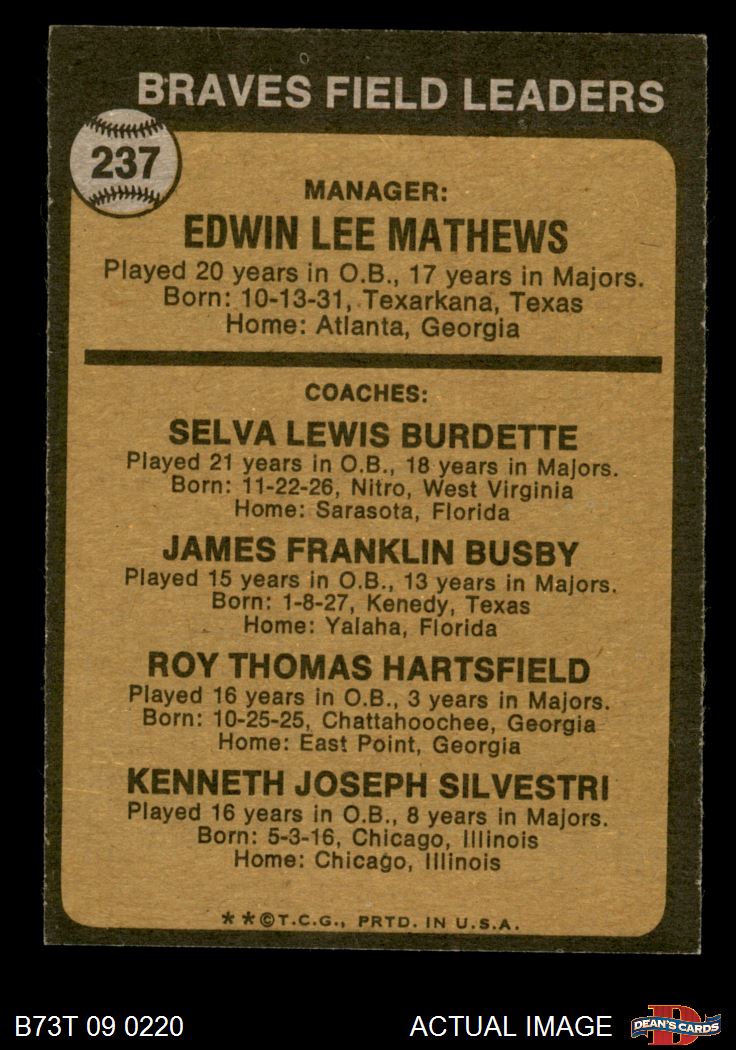 BRAVES FIELD LEADERS
237
MANAGER:
EDWIN LEE MATHEWS
Played 20 years in O.B., 17 years in Majors.
Born: 10-13-31, Texarkana, Texas
Home: Atlanta, Georgia
COACHES:
SELVA LEWIS BURDETTE
Played 21 years in O.B., 18 years in Majors.
Born: 11-22-26, Nitro, West Virginia
Home: Sarasota, Florida
JAMES FRANKLIN BUSBY
Played 15 years in O.B., 13 years in Majors.
Born: 1-8-27, Kenedy, Texas
Home: Yalaha, Florida
ROY THOMAS HARTSFIELD
Played 16 years in O.B., 3 years in Majors.
Born: 10-25-25, Chattahoochee, Georgia
Home: East Point, Georgia
KENNETH JOSEPH SILVESTRI
Played 16 years in O.B., 8 years in Majors.
Born: 5-3-16, Chicago, Illinois
Home: Chicago, Illinois
**©T.C.G., PRTD. IN U.S.A.
B73T 09 0220
ACTUAL IMAGE
D
DEAN'S CARDS